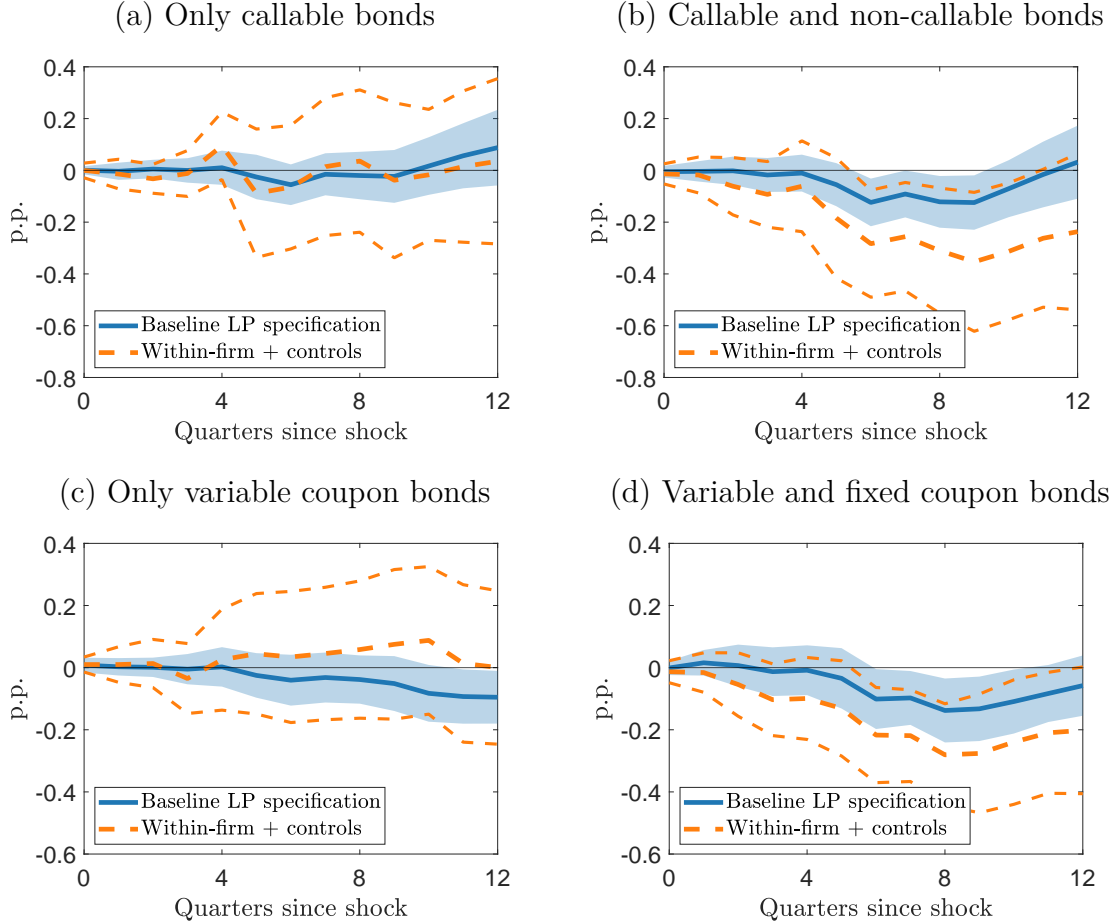 (a) Only callable bonds
0.4
0.2
0
-0.2
-0.4
-0.6
-0.8
p.p.
Baseline LP specification
Within-firm + controls
0 4 8 12
Quarters since shock
(b) Callable and non-callable bonds
0.4
0.2
0
-0.2
-0.4
-0.6
-0.8
p.p.
Baseline LP specification
Within-firm + controls
0 4 8 12
Quarters since shock
(c) Only variable coupon bonds
0.4
0.2
0
-0.2
-0.4
-0.6
p.p.
Baseline LP specification
Within-firm + controls
0 4 8 12
Quarters since shock
(d) Variable and fixed coupon bonds
0.4
0.2
0
-0.2
-0.4
-0.6
p.p.
Baseline LP specification
Within-firm + controls
0 4 8 12
Quarters since shock